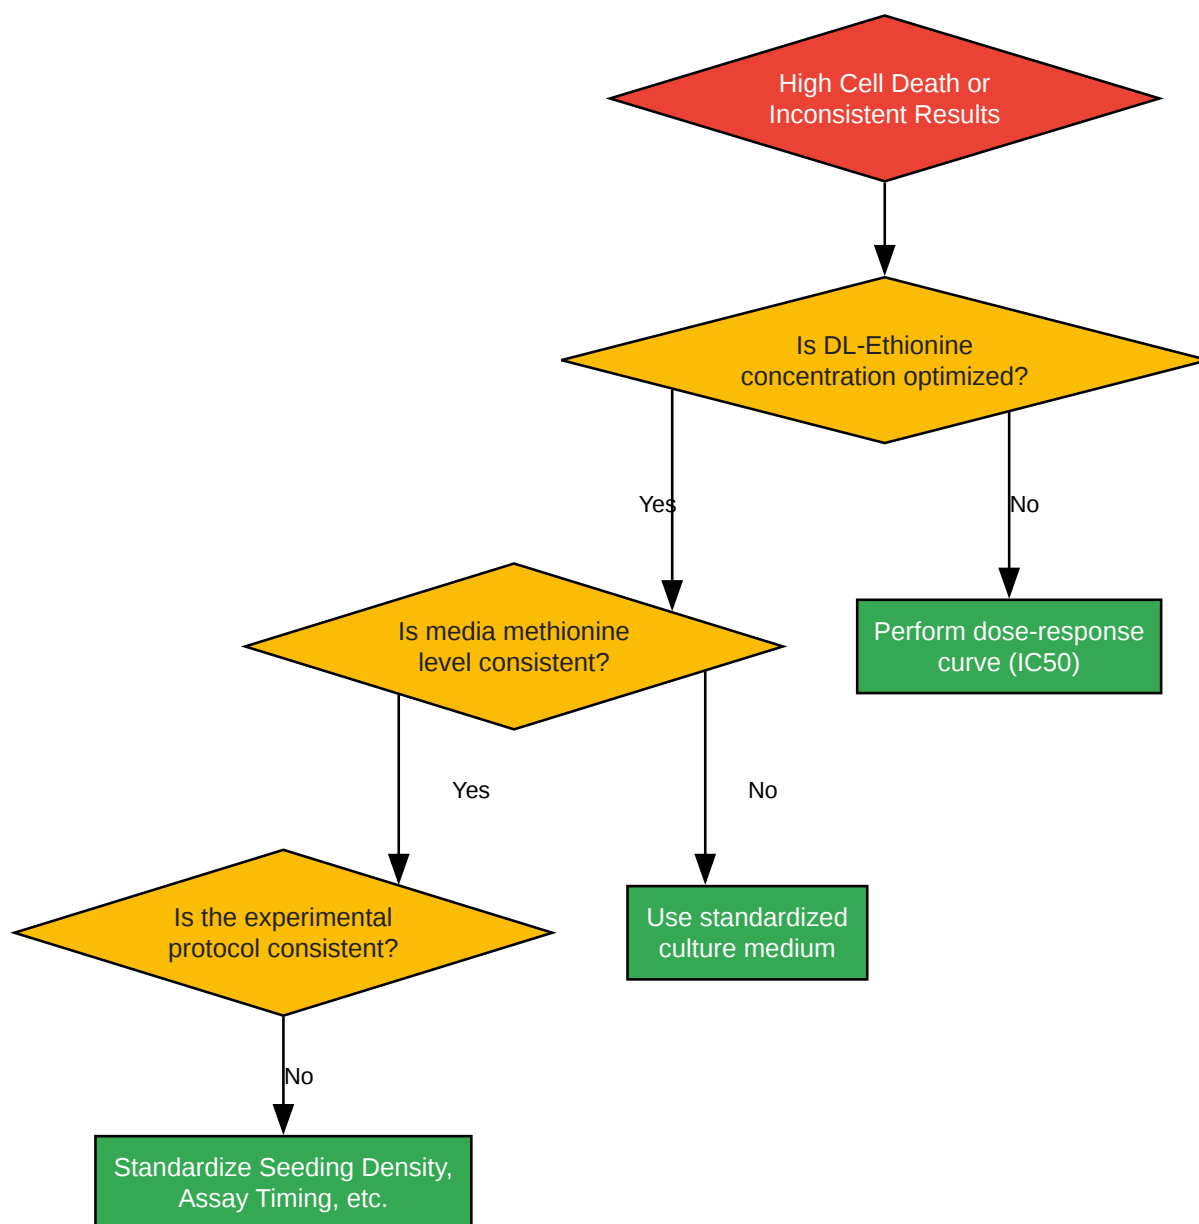 High Cell Death or
Inconsistent Results
Is DL-Ethionine
concentration optimized?
Yes
No
Is media methionine
level consistent?
Perform dose-response
curve (IC50)
Yes
No
Is the experimental
protocol consistent?
Use standardized
culture medium
No
Standardize Seeding Density,
Assay Timing, etc.